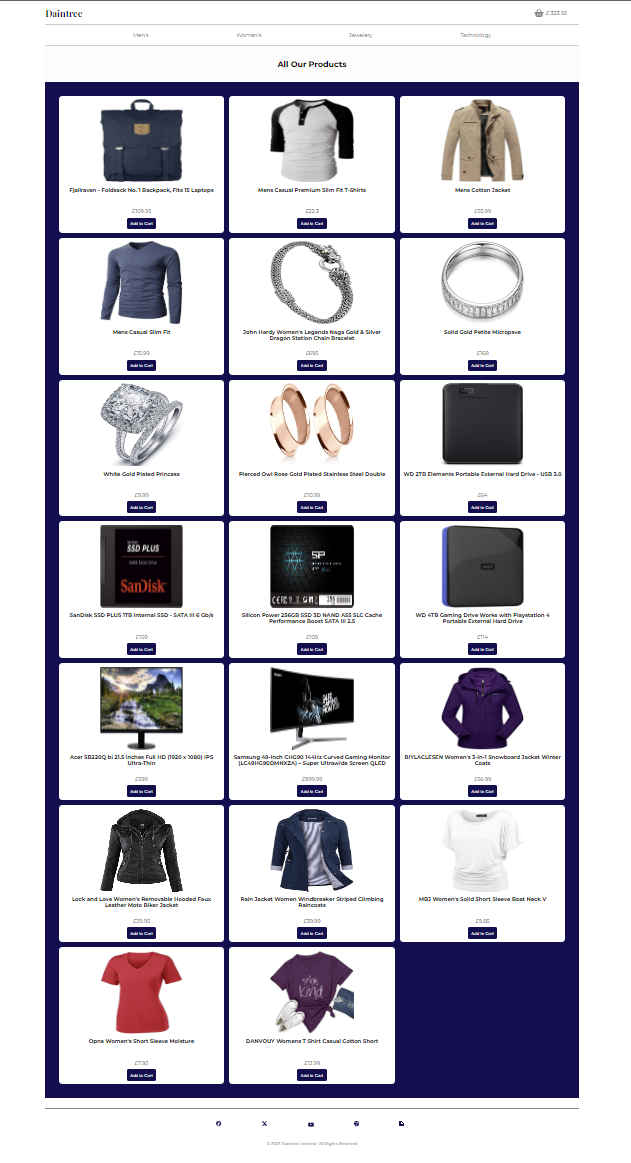 Daintree
£ 323.92
Men's Women's Jewelery Technology
All Our Products
Fjallraven - Foldsack No. 1 Backpack, Fits 15 Laptops
£109.95
Add to Cart
Mens Casual Premium Slim Fit T-Shirts
£22.3
Add to Cart
Mens Cotton Jacket
£55.99
Add to Cart
Mens Casual Slim Fit
£15.99
Add to Cart
John Hardy Women's Legends Naga Gold & Silver
Dragon Station Chain Bracelet
£695
Add to Cart
Solid Gold Petite Micropave
£168
Add to Cart
White Gold Plated Princess
£9.99
Add to Cart
Pierced Owl Rose Gold Plated Stainless Steel Double
£10.99
Add to Cart
WD 2TB Elements Portable External Hard Drive - USB 3.0
£64
Add to Cart
SSD PLUS
Solid State Drive
SanDisk
SanDisk SSD PLUS 1TB Internal SSD - SATA III 6 Gb/s
£109
Add to Cart
SP
Silicon Power 256GB SSD 3D NAND A55 SLC Cache
Performance Boost SATA III 2.5
£109
Add to Cart
WD 4TB Gaming Drive Works with Playstation 4
Portable External Hard Drive
£114
Add to Cart
Acer SB220Q bi 21.5 inches Full HD (1920 x 1080) IPS
Ultra-Thin
£599
Add to Cart
Samsung 49-Inch CHG90 144Hz Curved Gaming Monitor
(LC49HG90DMNXZA) – Super Ultrawide Screen QLED
£999.99
Add to Cart
BIYLACLESEN Women's 3-in-1 Snowboard Jacket Winter
Coats
£56.99
Add to Cart
Lock and Love Women's Removable Hooded Faux
Leather Moto Biker Jacket
£29.95
Add to Cart
Rain Jacket Women Windbreaker Striped Climbing
Raincoats
£39.99
Add to Cart
MBJ Women's Solid Short Sleeve Boat Neck V
£9.85
Add to Cart
Opna Women's Short Sleeve Moisture
£7.95
Add to Cart
be
kind
DANVOUY Womens T Shirt Casual Cotton Short
£12.99
Add to Cart
© 2023 Daintree Limited | All Rights Reserved